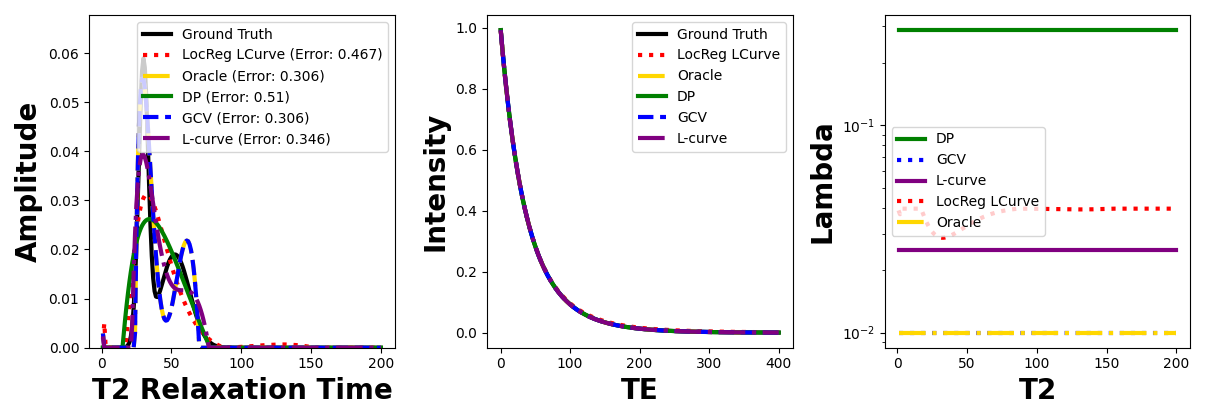 Amplitude
0.06
0.05
0.04
0.03
0.02
0.01
0.00
0
50
100
150
200
T2 Relaxation Time
Ground Truth
LocReg LCurve (Error: 0.467)
Oracle (Error: 0.306)
DP (Error: 0.51)
GCV (Error: 0.306)
L-curve (Error: 0.346)
Intensity
1.0
0.8
0.6
0.4
0.2
0.0
0
100
200
300
400
TE
Ground Truth
LocReg LCurve
Oracle
DP
GCV
L-curve
Lambda
10⁻¹
10⁻²
0
50
100
150
200
T2
DP
GCV
L-curve
LocReg LCurve
Oracle